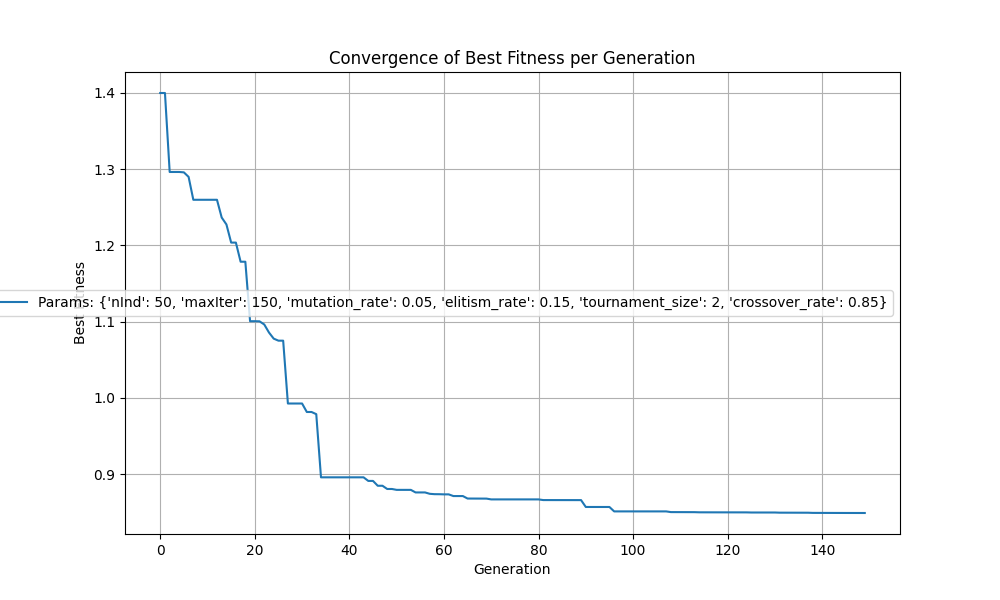 Convergence of Best Fitness per Generation
1.4
1.3
1.2
1.1
1.0
0.9
Best
ness
Params: {'nInd': 50, 'maxIter': 150, 'mutation_rate': 0.05, 'elitism_rate': 0.15, 'tournament_size': 2, 'crossover_rate': 0.85}
0 20 40 60 80 100 120 140
Generation